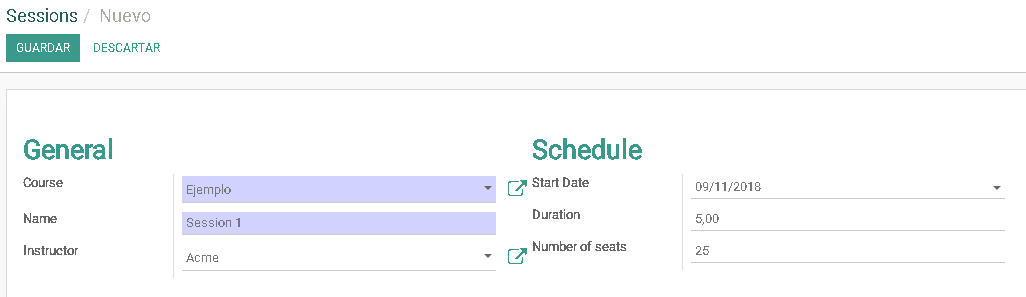 Sessions / Nuevo
GUARDAR DESCARTAR
General
Course Ejemplo
Name Session 1
Instructor Acme
Schedule
Start Date 09/11/2018
Duration 5,00
Number of seats 25